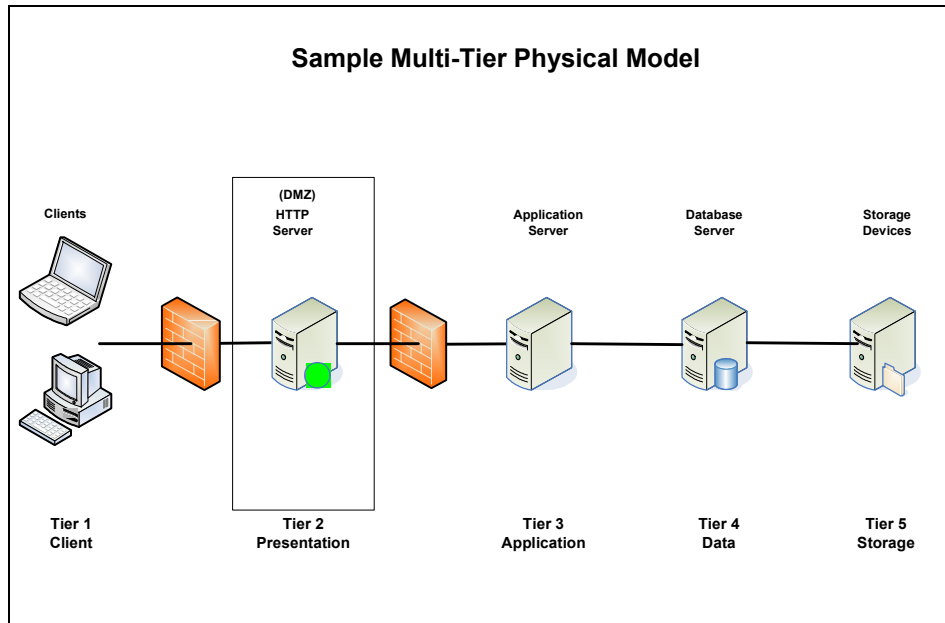 Sample Multi-Tier Physical Model
(DMZ)
Clients
HTTP
Server
Application
Server
Database
Server
Storage
Devices
Tier 1
Client
Tier 2
Presentation
Tier 3
Application
Tier 4
Data
Tier 5
Storage